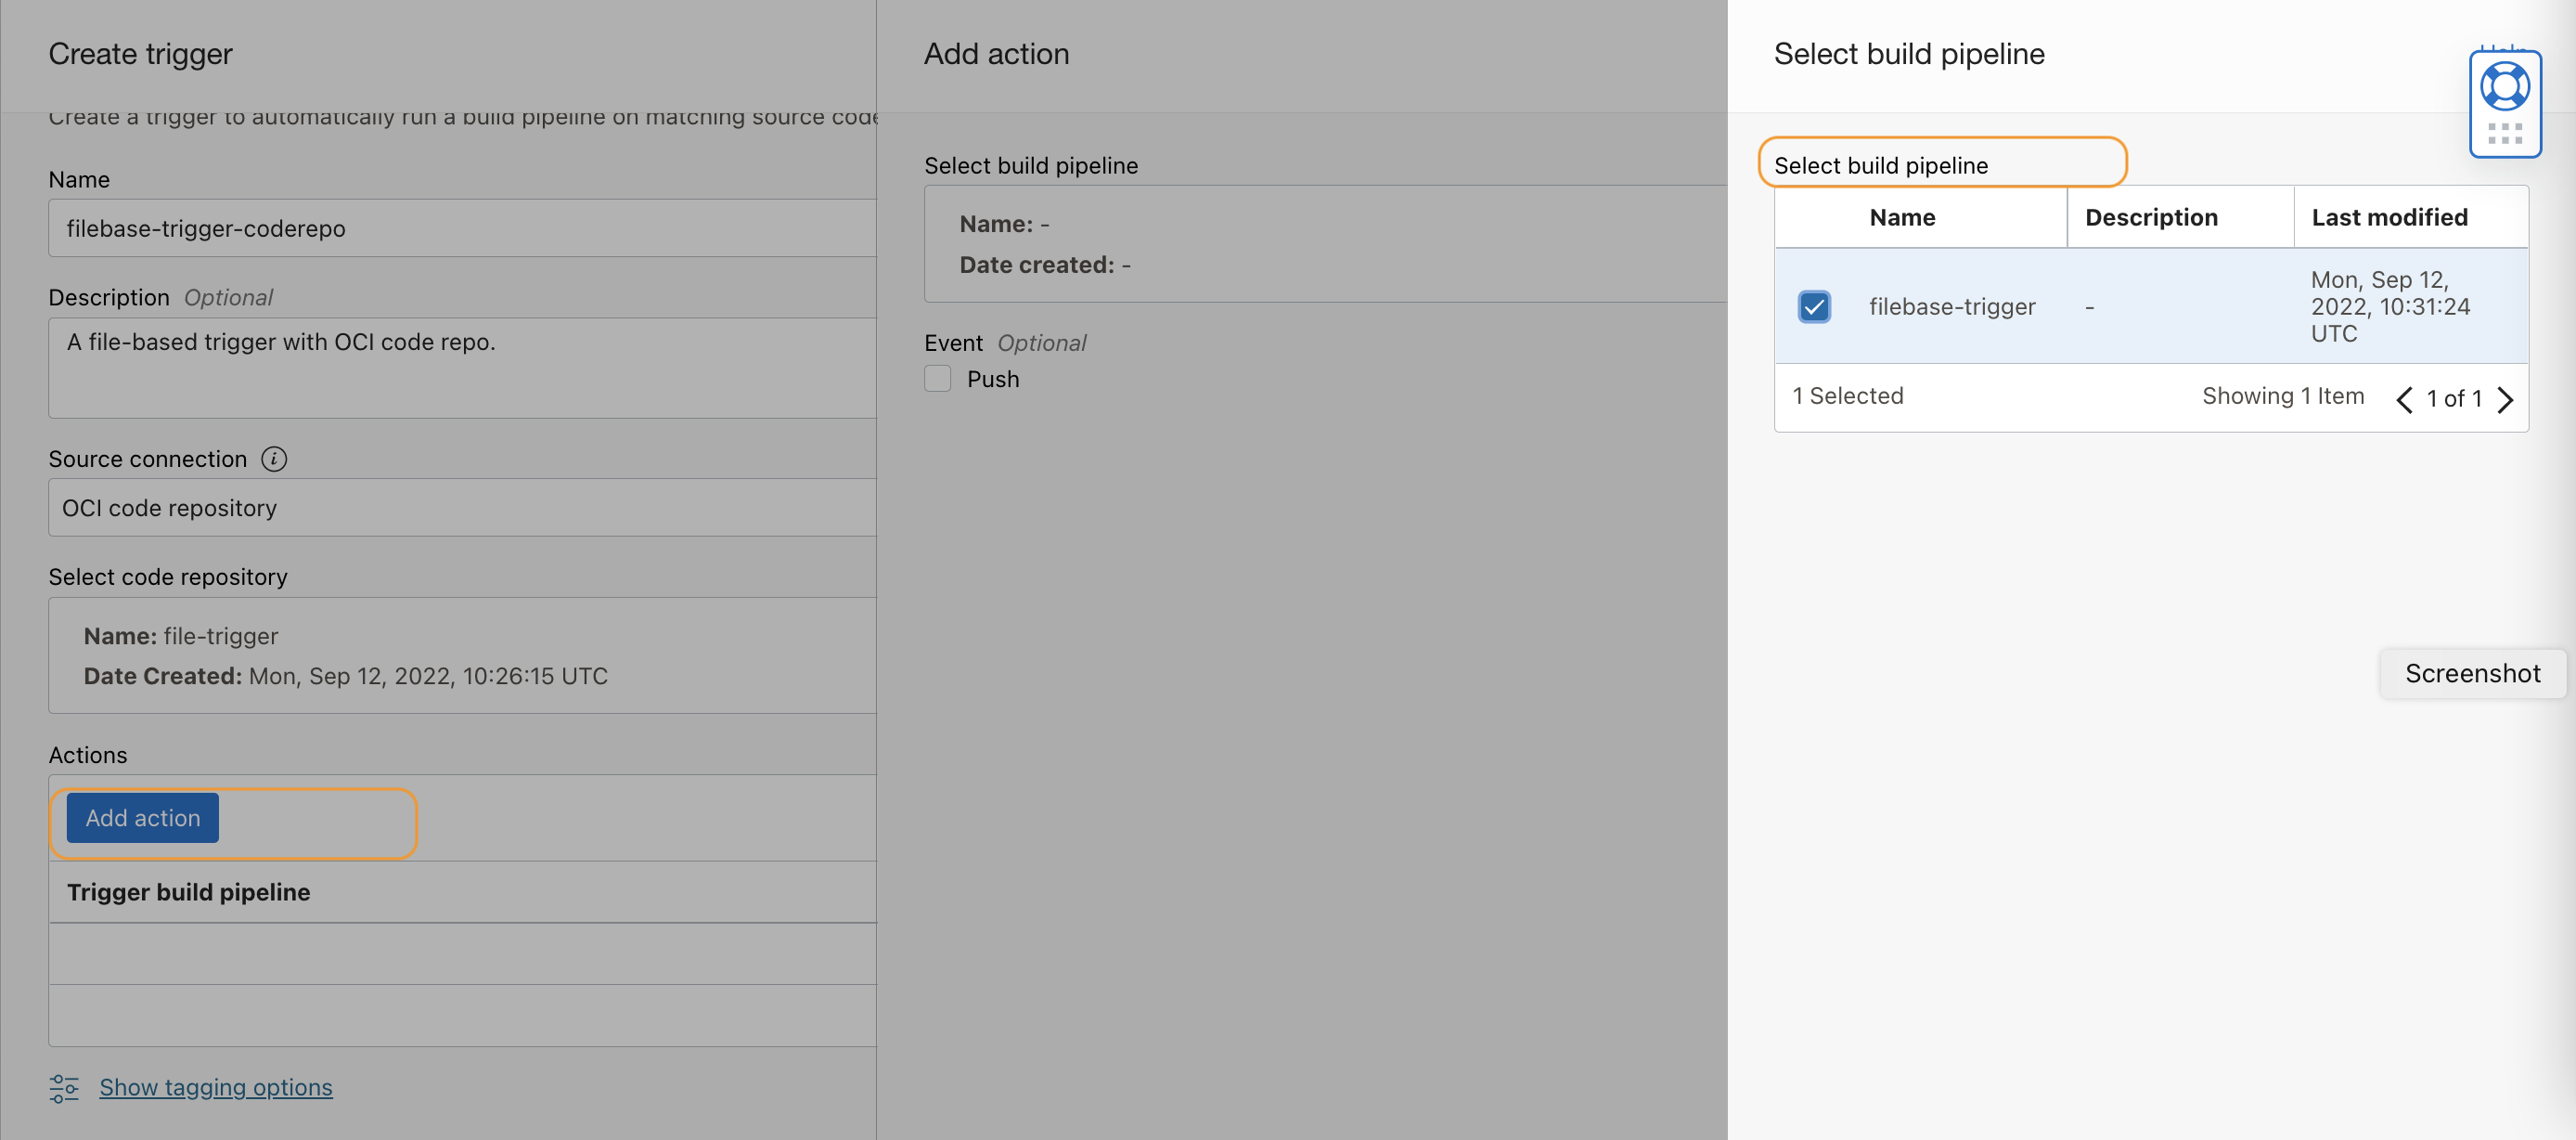 Create trigger
Create a trigger to automatically run a build pipeline on matching source code
Name
filebase-trigger-coderepo
Description Optional
A file-based trigger with OCI code repo.
Source connection
OCI code repository
Select code repository
Name: file-trigger
Date Created: Mon, Sep 12, 2022, 10:26:15 UTC
Actions
Add action
Trigger build pipeline
Show tagging options
Add action
Select build pipeline
Name: -
Date created: -
Event Optional
Push
Select build pipeline
Help
Select build pipeline
Name Description Last modified
filebase-trigger - Mon, Sep 12,
2022, 10:31:24
UTC
1 Selected Showing 1 Item 1 of 1
Screenshot